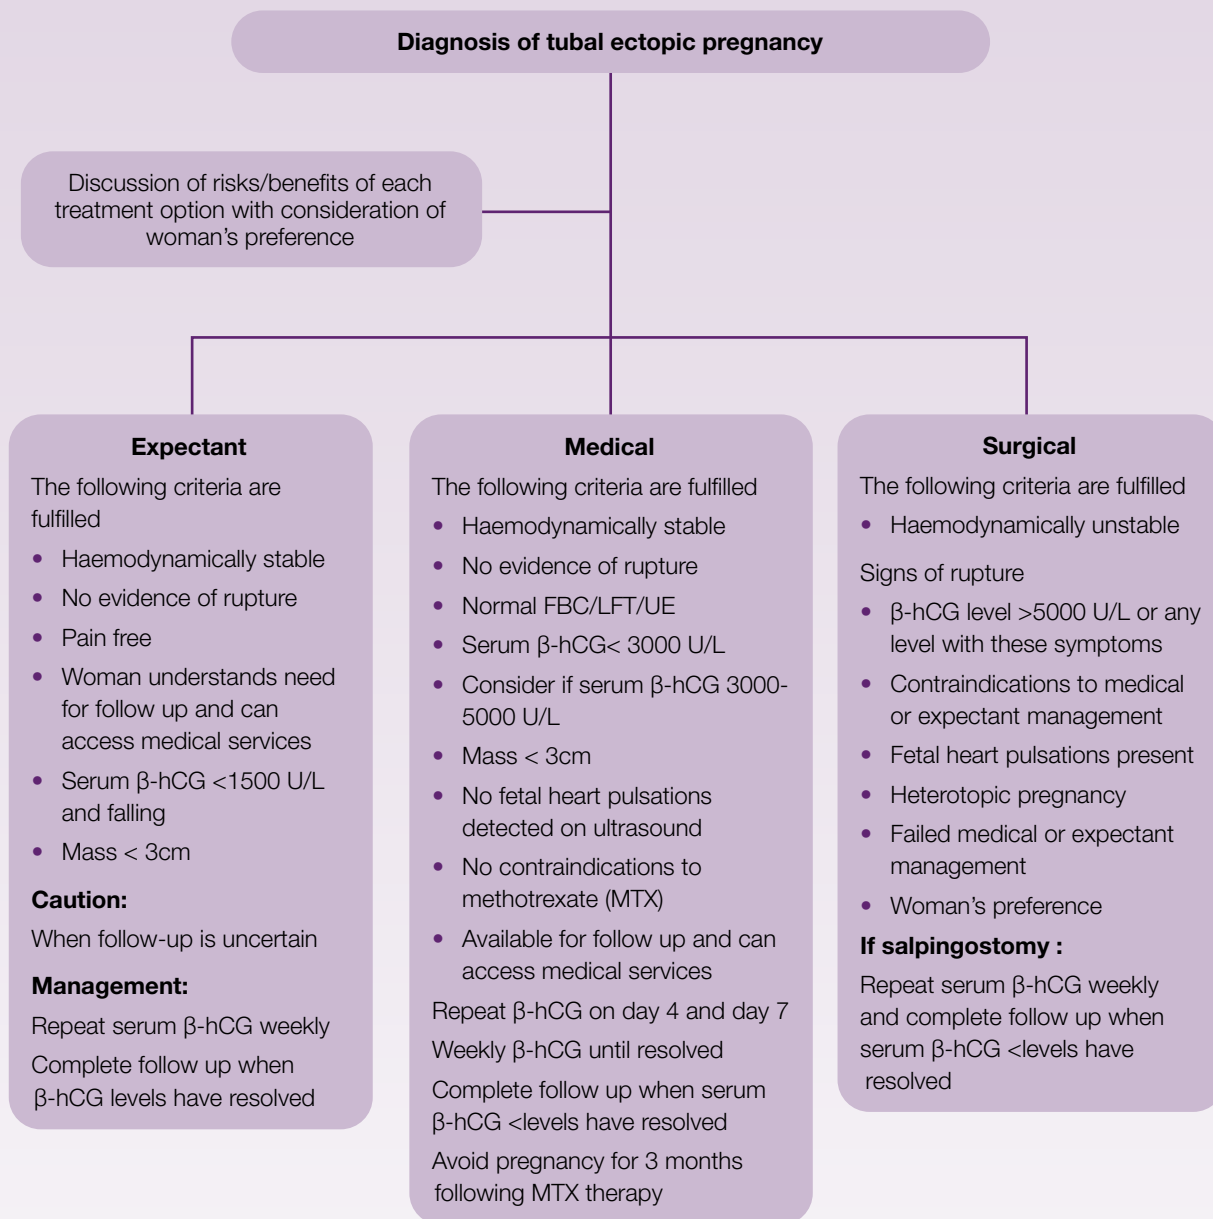 Diagnosis of tubal ectopic pregnancy
Discussion of risks/benefits of each
treatment option with consideration of
woman's preference
Expectant
The following criteria are
fulfilled
• Haemodynamically stable
• No evidence of rupture
• Pain free
• Woman understands need
for follow up and can
access medical services
• Serum β-hCG <1500 U/L
and falling
• Mass < 3cm
Caution:
When follow-up is uncertain
Management:
Repeat serum β-hCG weekly
Complete follow up when
β-hCG levels have resolved
Medical
The following criteria are fulfilled
• Haemodynamically stable
• No evidence of rupture
• Normal FBC/LFT/UE
• Serum β-hCG< 3000 U/L
• Consider if serum β-hCG 3000-
5000 U/L
• Mass < 3cm
• No fetal heart pulsations
detected on ultrasound
• No contraindications to
methotrexate (MTX)
• Available for follow up and can
access medical services
Repeat β-hCG on day 4 and day 7
Weekly β-hCG until resolved
Complete follow up when serum
β-hCG <levels have resolved
Avoid pregnancy for 3 months
following MTX therapy
Surgical
The following criteria are fulfilled
• Haemodynamically unstable
Signs of rupture
• β-hCG level >5000 U/L or any
level with these symptoms
• Contraindications to medical
or expectant management
• Fetal heart pulsations present
• Heterotopic pregnancy
• Failed medical or expectant
management
• Woman's preference
If salpingostomy :
Repeat serum β-hCG weekly
and complete follow up when
serum β-hCG <levels have
resolved